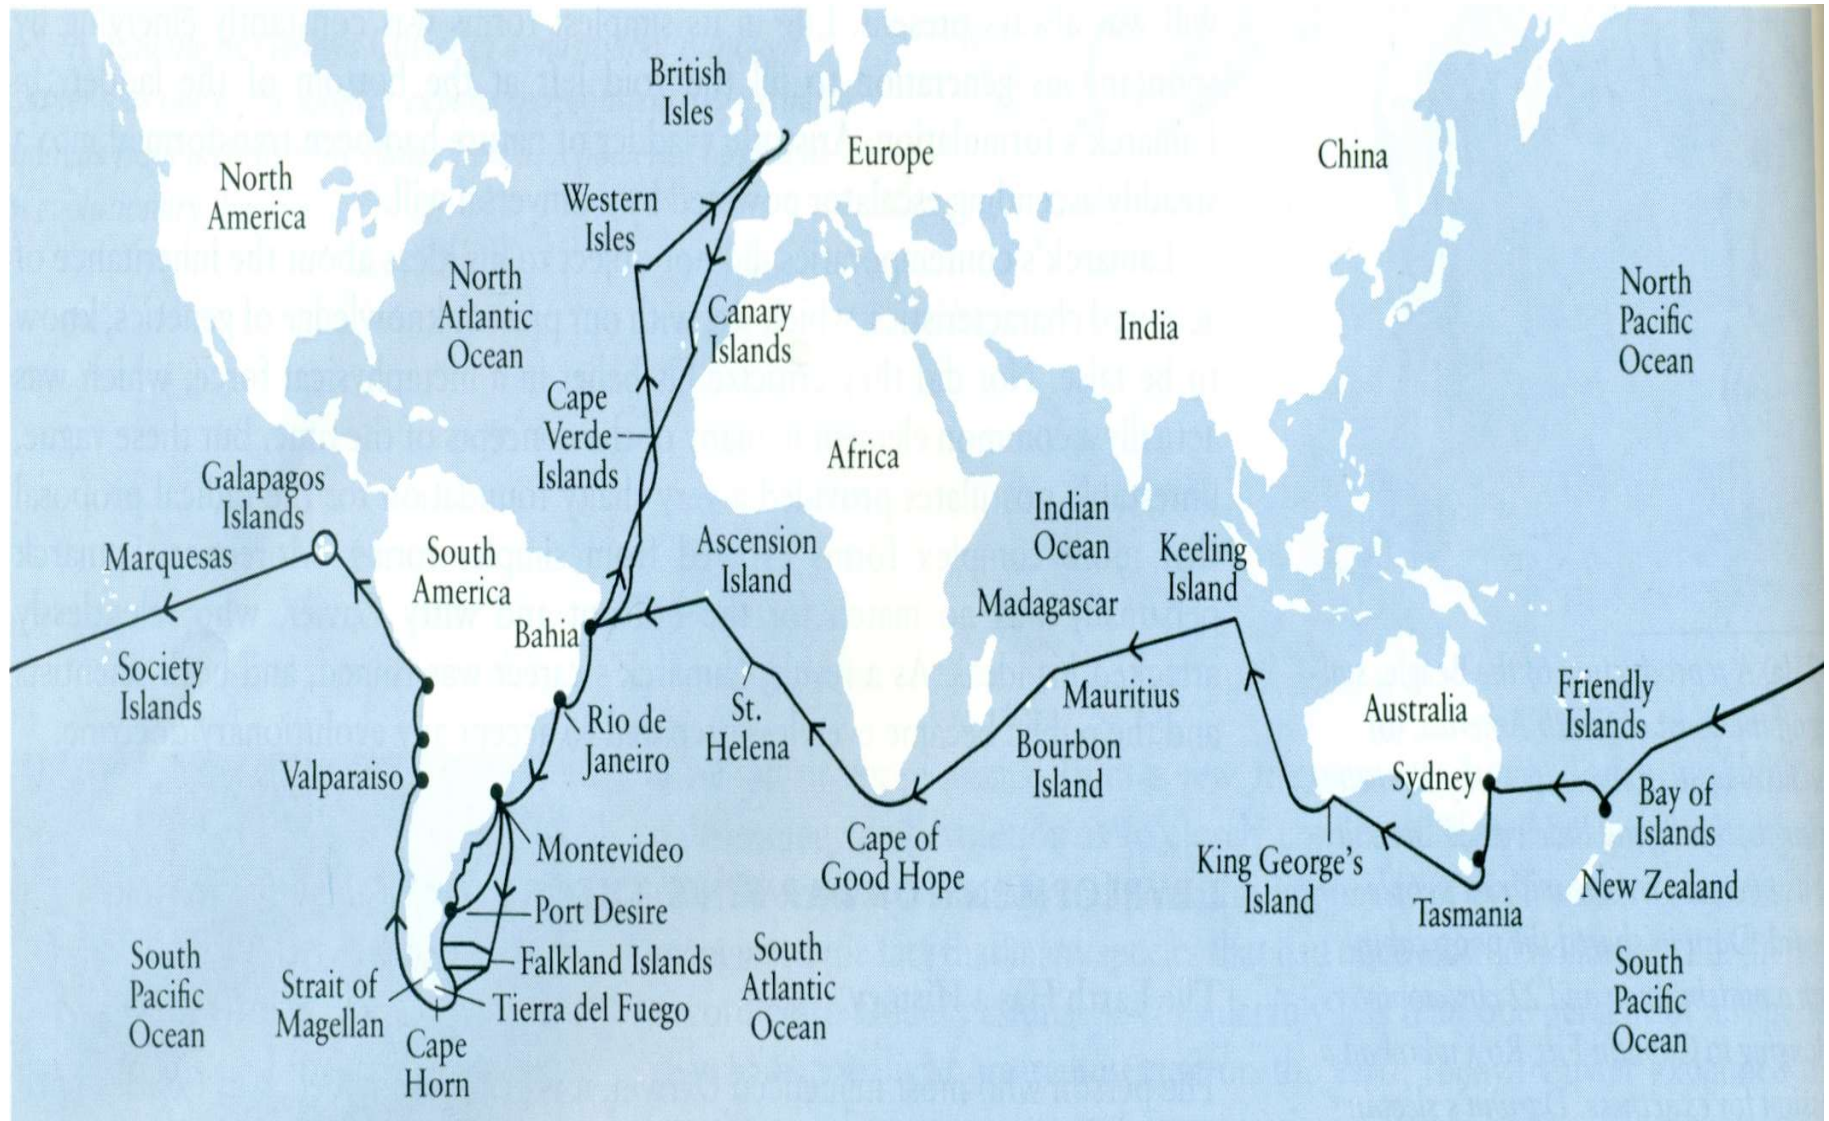 British
Isles
Europe
China
North
America
Western
Isles
North
Atlantic
Ocean
Canary
Islands
India
North
Pacific
Ocean
Cape
Verde
Islands
Africa
Galapagos
Islands
Marquesas
South
America
Ascension
Island
Indian
Ocean
Keeling
Island
Madagascar
Bahia
Society
Islands
Rio de
Janeiro
St.
Helena
Mauritius
Bourbon
Island
Australia
Friendly
Islands
Valparaiso
Sydney
Bay of
Islands
Montevideo
Cape of
Good Hope
King George's
Island
New Zealand
Tasmania
Port Desire
Falkland Islands
South
Pacific
Ocean
Strait of
Magellan
Tierra del Fuego
South
Atlantic
Ocean
South
Pacific
Ocean
Cape
Horn